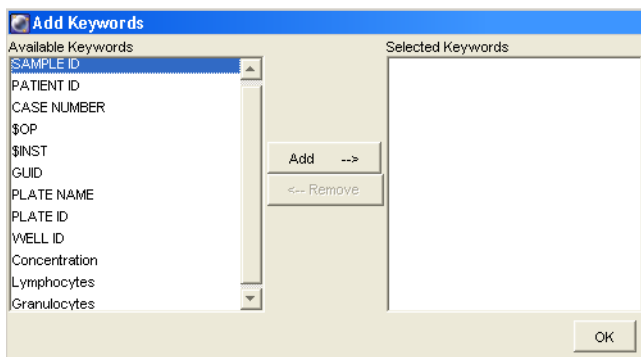 Add Keywords
Available Keywords
Selected Keywords
SAMPLE ID
PATIENT ID
CASE NUMBER
$OP
$INST
GUID
PLATE NAME
PLATE ID
WELL ID
Concentration
Lymphocytes
Granulocytes
Add -->
<-- Remove
OK